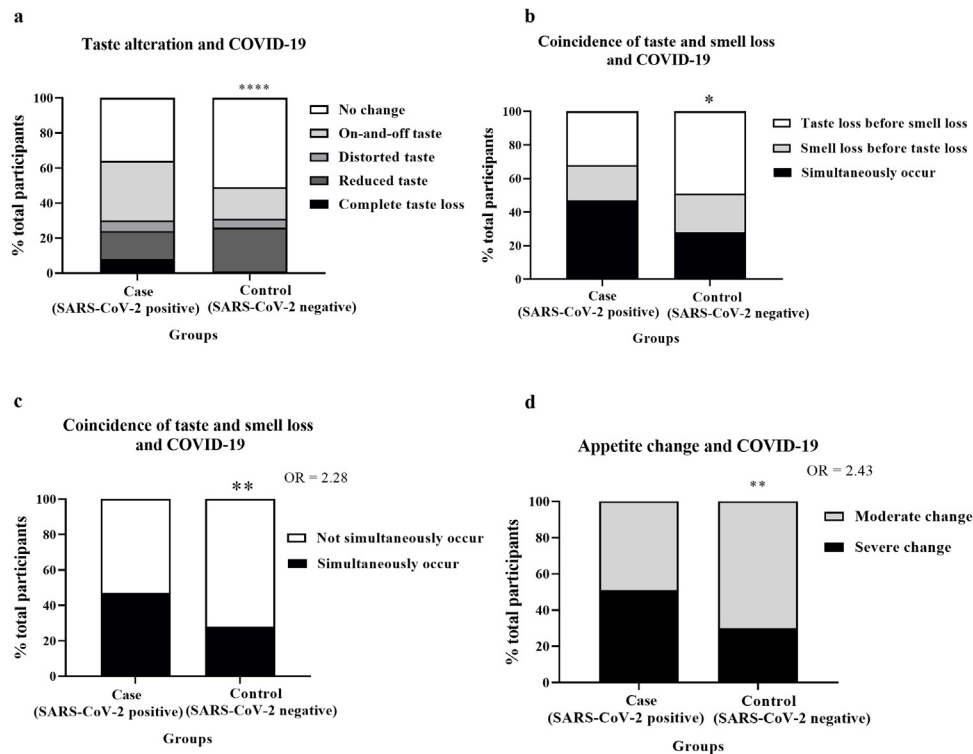 a
Taste alteration and COVID-19
****
100
80
60
40
20
0
% total participants
No change
On-and-off taste
Distorted taste
Reduced taste
Complete taste loss
Case
(SARS-CoV-2 positive)
Control
(SARS-CoV-2 negative)
Groups
b
Coincidence of taste and smell loss
and COVID-19
*
100
80
60
40
20
0
% total participants
Taste loss before smell loss
Smell loss before taste loss
Simultaneously occur
Case
(SARS-CoV-2 positive)
Control
(SARS-CoV-2 negative)
Groups
c
Coincidence of taste and smell loss
and COVID-19
OR = 2.28
**
100
80
60
40
20
0
% total participants
Not simultaneously occur
Simultaneously occur
Case
(SARS-CoV-2 positive)
Control
(SARS-CoV-2 negative)
Groups
d
Appetite change and COVID-19
OR = 2.43
**
100
80
60
40
20
0
% total participants
Moderate change
Severe change
Case
(SARS-CoV-2 positive)
Control
(SARS-CoV-2 negative)
Groups